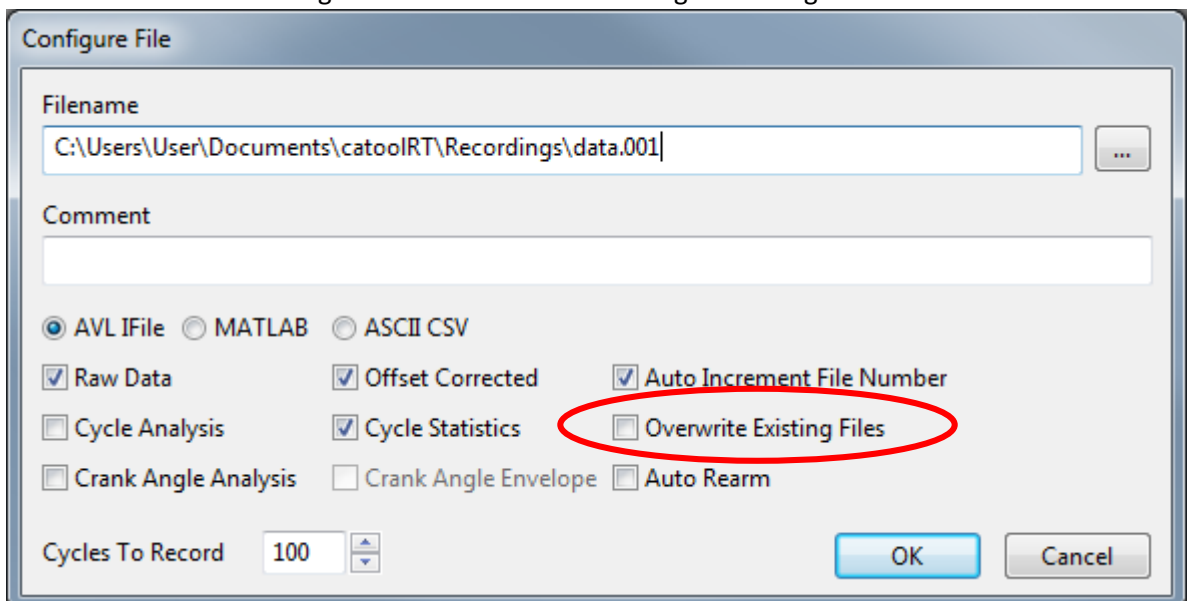 Configure File
Filename
C:\Users\User\Documents\catoolRT\Recordings\data.001
...
Comment
AVL IFile MATLAB ASCII CSV
Raw Data Offset Corrected Auto Increment File Number
Cycle Analysis Cycle Statistics Overwrite Existing Files
Crank Angle Analysis Crank Angle Envelope Auto Rearm
Cycles To Record 100 OK Cancel